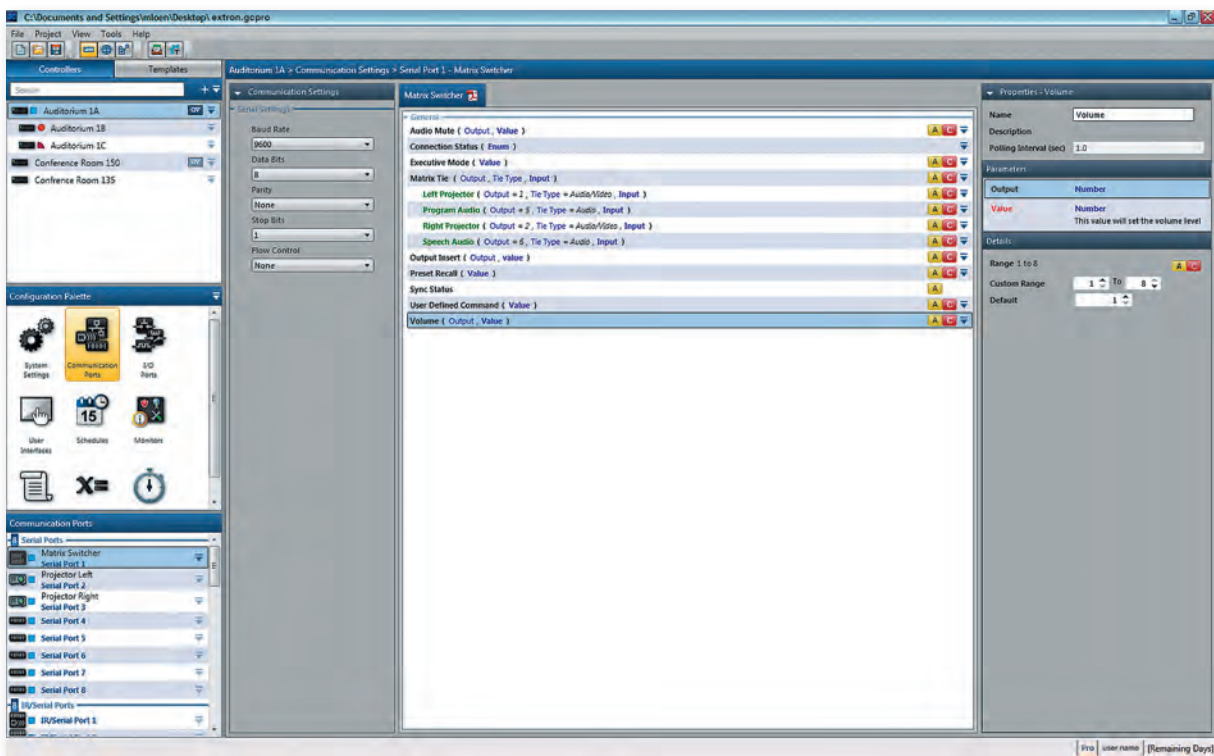 C:\Documents and Settings\mloen\Desktop\ extron.gcpro
File Project View Tools Help
Controllers Templates
Auditorium 1A > Communication Settings > Serial Port 1 - Matrix Switcher
Search
Auditorium 1A
Auditorium 1B
Auditorium 1C
Conference Room 150
Confrence Room 135
Configuration Palette
System Settings
Communication Ports
I/O Ports
15
User Interfaces
Schedules
Monitors
X=
Communication Ports
Serial Ports
Matrix Switcher
Serial Port 1
Projector Left
Serial Port 2
Projector Right
Serial Port 3
Serial Port 4
Serial Port 5
Serial Port 6
Serial Port 7
Serial Port 8
IR/Serial Ports
IR/Serial Port 1
Communication Settings
Serial Settings
Baud Rate
9600
Data Bits
8
Parity
None
Stop Bits
1
Flow Control
None
Matrix Switcher
General
Audio Mute ( Output , Value ) A C
Connection Status ( Enum )
Executive Mode ( Value ) A C
Matrix Tie ( Output , Tie Type , Input ) A C
Left Projector ( Output = 1 , Tie Type = Audio/Video , Input ) A C
Program Audio ( Output = 5 , Tie Type = Audio , Input ) A C
Right Projector ( Output = 2 , Tie Type = Audio/Video , Input ) A C
Speech Audio ( Output = 6 , Tie Type = Audio , Input ) A C
Output Insert ( Output , value ) A C
Preset Recall ( Value ) A C
Sync Status A
User Defined Command ( Value ) A C
Volume ( Output , Value ) A C
Properties - Volume
Name Volume
Description
Polling Interval (sec) 1.0
Parameters
Output Number
Value Number
This value will set the volume level
Details
Range 1 to 8 A C
Custom Range 1 To 8
Default 1
Pro user name [Remaining Days]